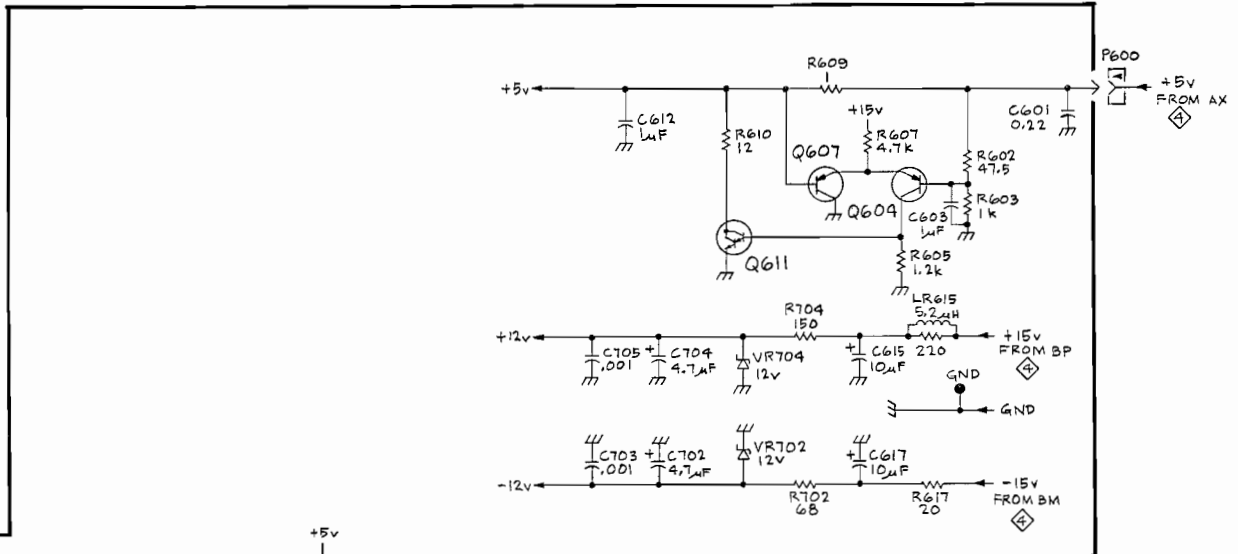 P600
R609
+5v
+5v
FROM AX
4
C612
1µF
R610
12
+15v
R607
4.7k
C601
0.22
Q607
R602
47.5
Q604
C603
1µF
R603
1k
Q611
R605
1.2k
LR615
5.2µH
R704
150
+12v
C705
.001
+
C704
4.7µF
VR704
12v
+
C615
10µF
220
+15v
FROM BP
4
GND
GND
C703
.001
+
C702
4.7µF
VR702
12v
+
C617
10µF
-12v
R702
68
R617
20
-15v
FROM BM
4
+5v